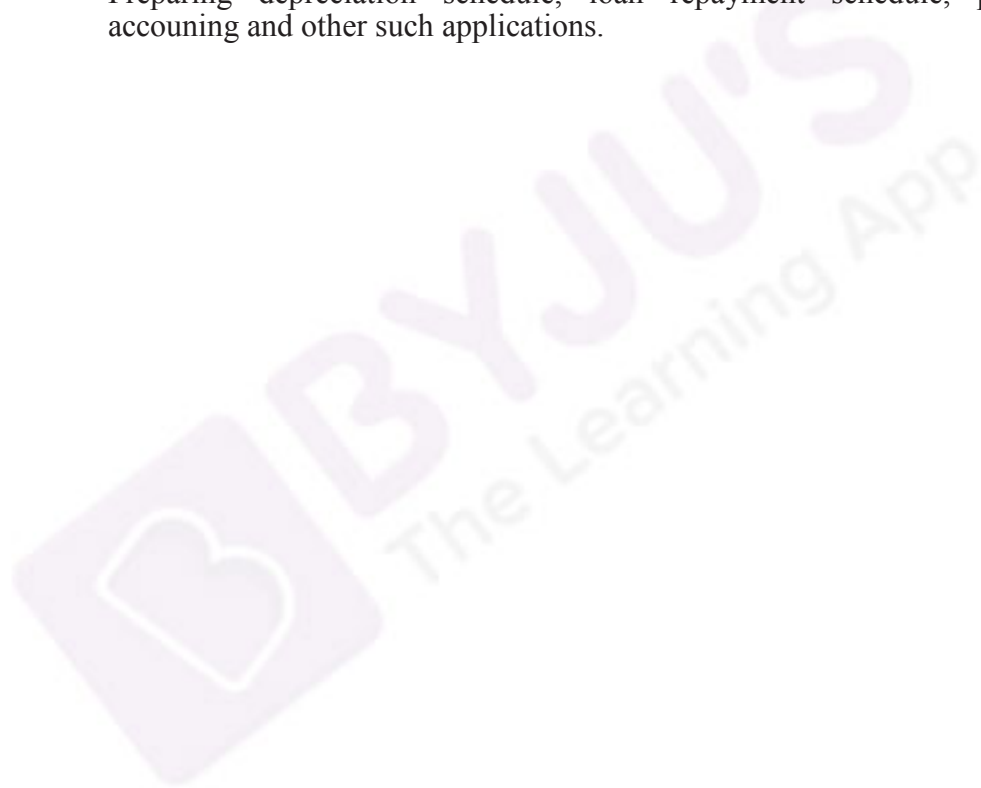 Preparing depreciation schedule, loan repayment schedule,
accouning and other such applications.
BYJU'S
The Learning App